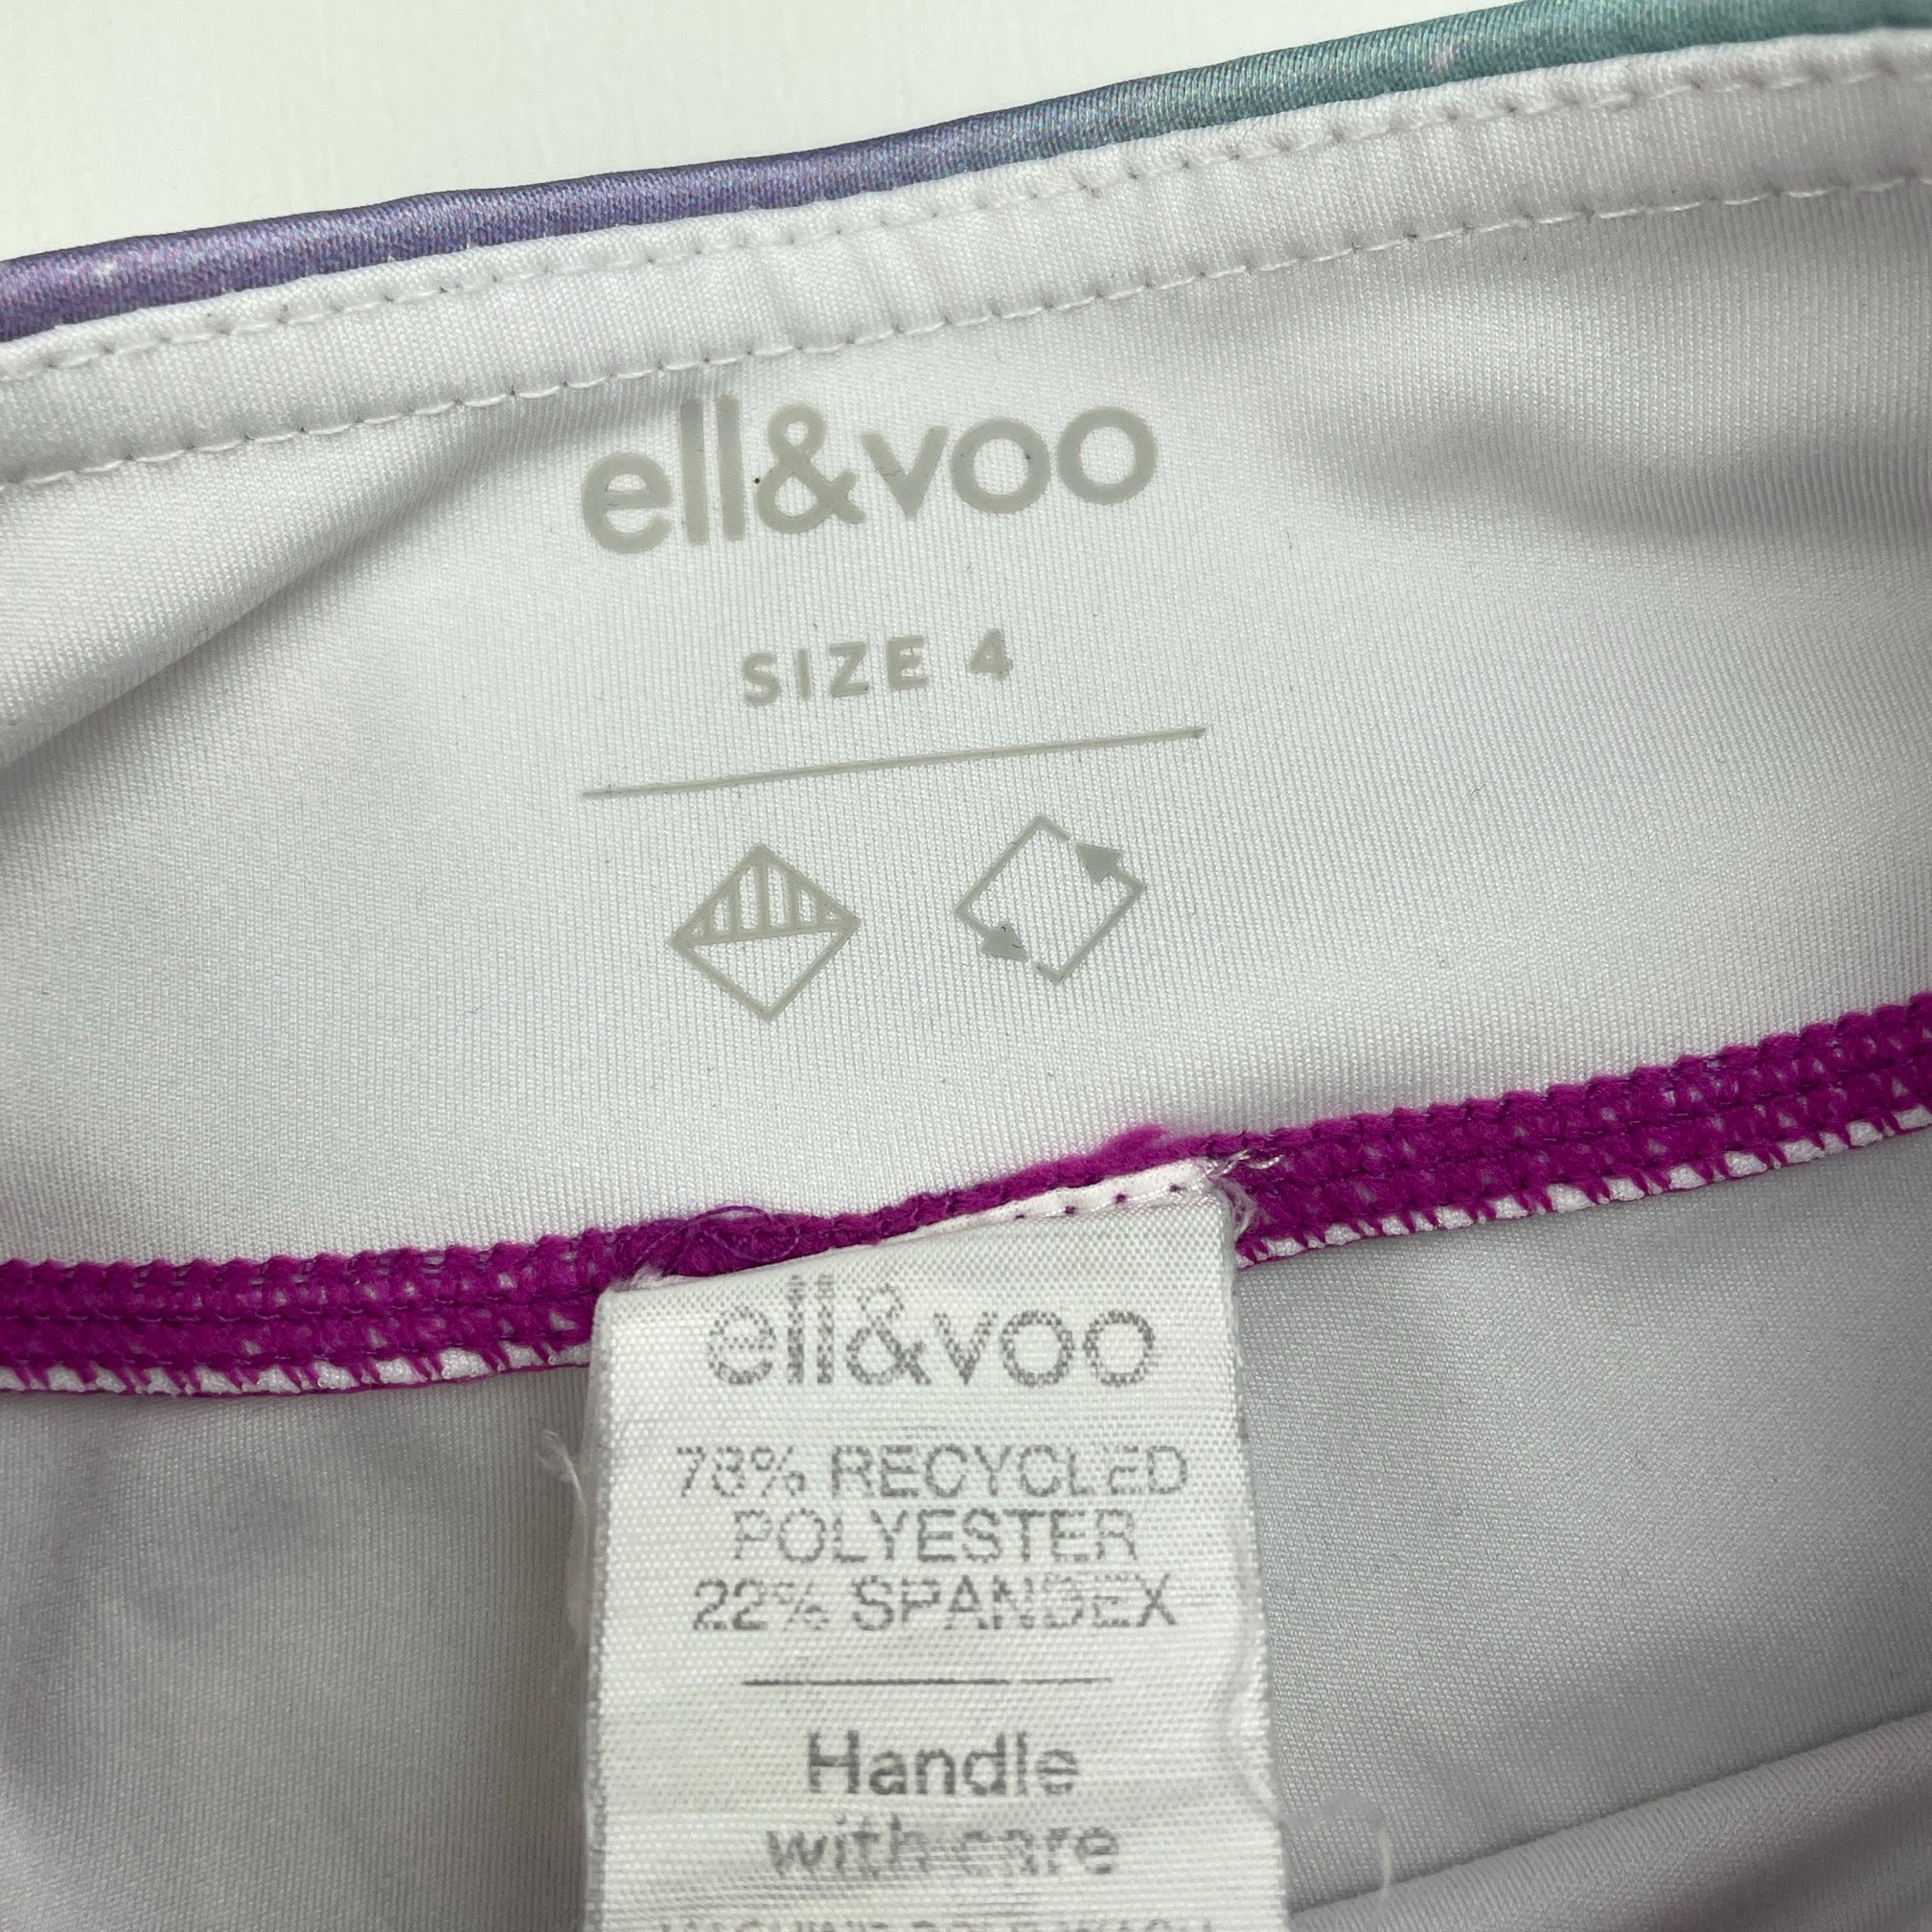 ell&voo
SIZE 4
ell&voo
78% RECYCLED
POLYESTER
22% SPANDEX
Handle
with care